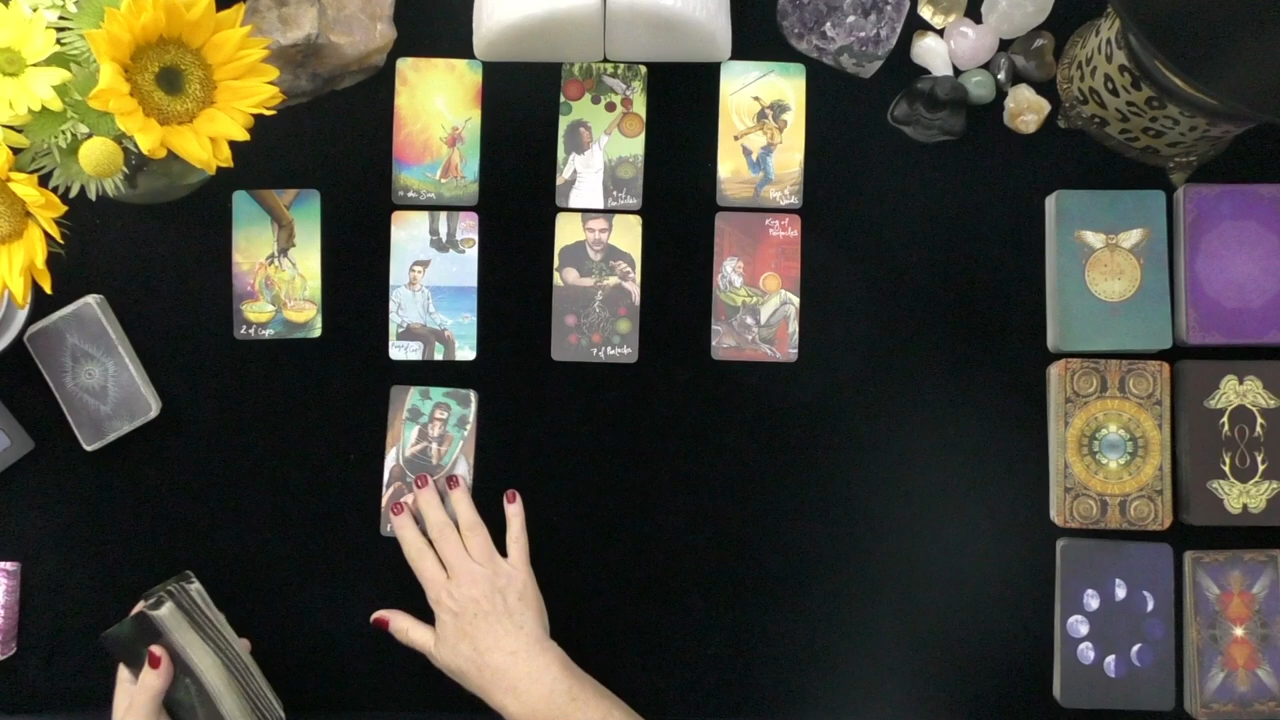 19 the Sun
9 of
Pentacles
Page of
Wands
2 of Cups
Page of Cups
7 of Pentacles
King of
Pentacles